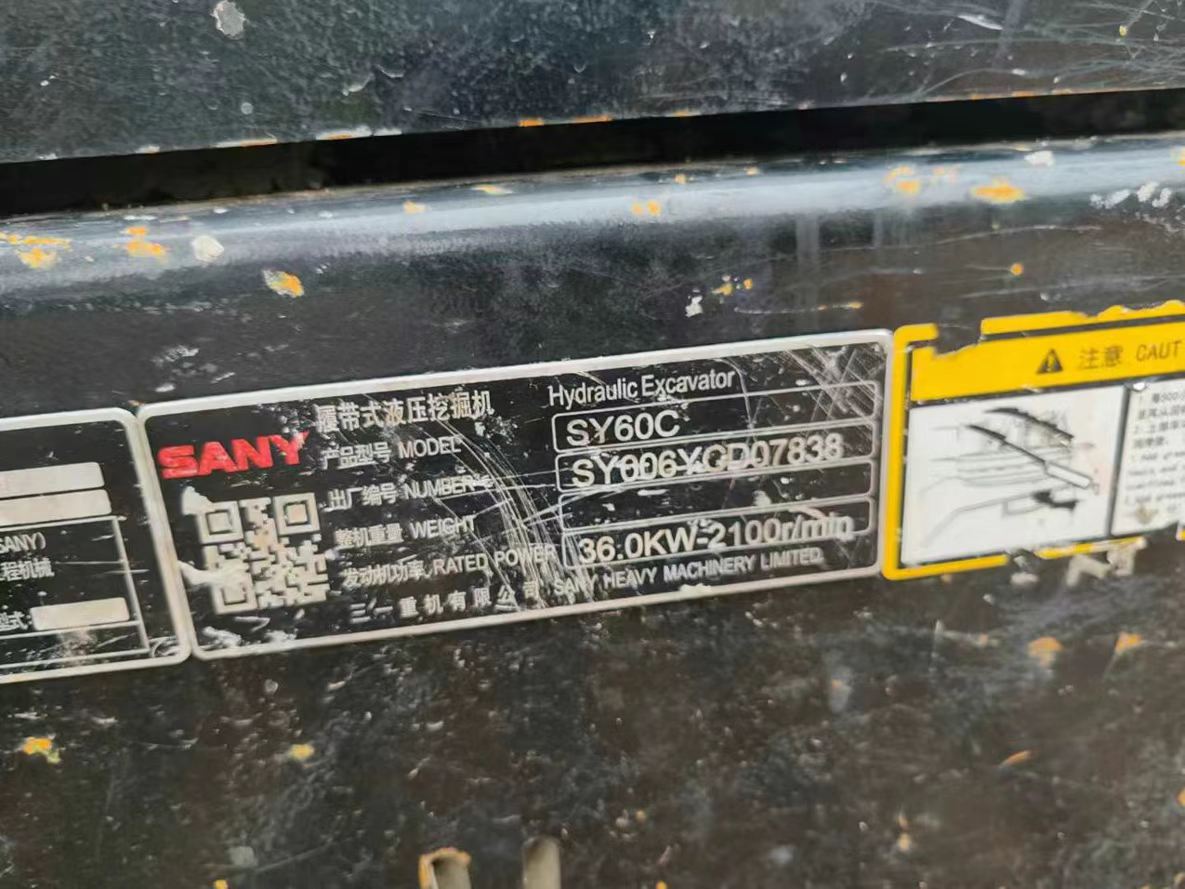 履带式液压挖掘机 Hydraulic Excavator
SANY
产品型号 MODEL SY60C
出厂编号 NUMBER SY006YGD07838
整机重量 WEIGHT
发动机功率 RATED POWER 36.0KW-2100r/min
三一重机有限公司 SANY HEAVY MACHINERY LIMITED
SANY)
程机械
型式:
注意 CAUT